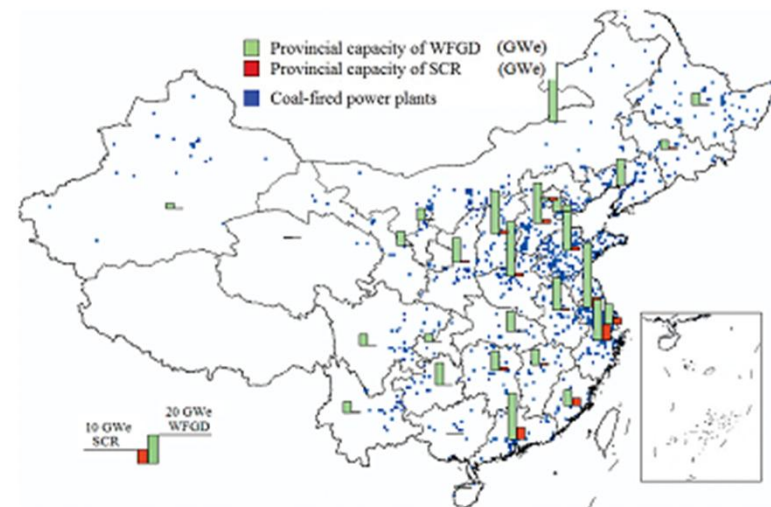 Provincial capacity of WFGD (GWe)
Provincial capacity of SCR (GWe)
Coal-fired power plants
20 GWe
WFGD
10 GWe
SCR